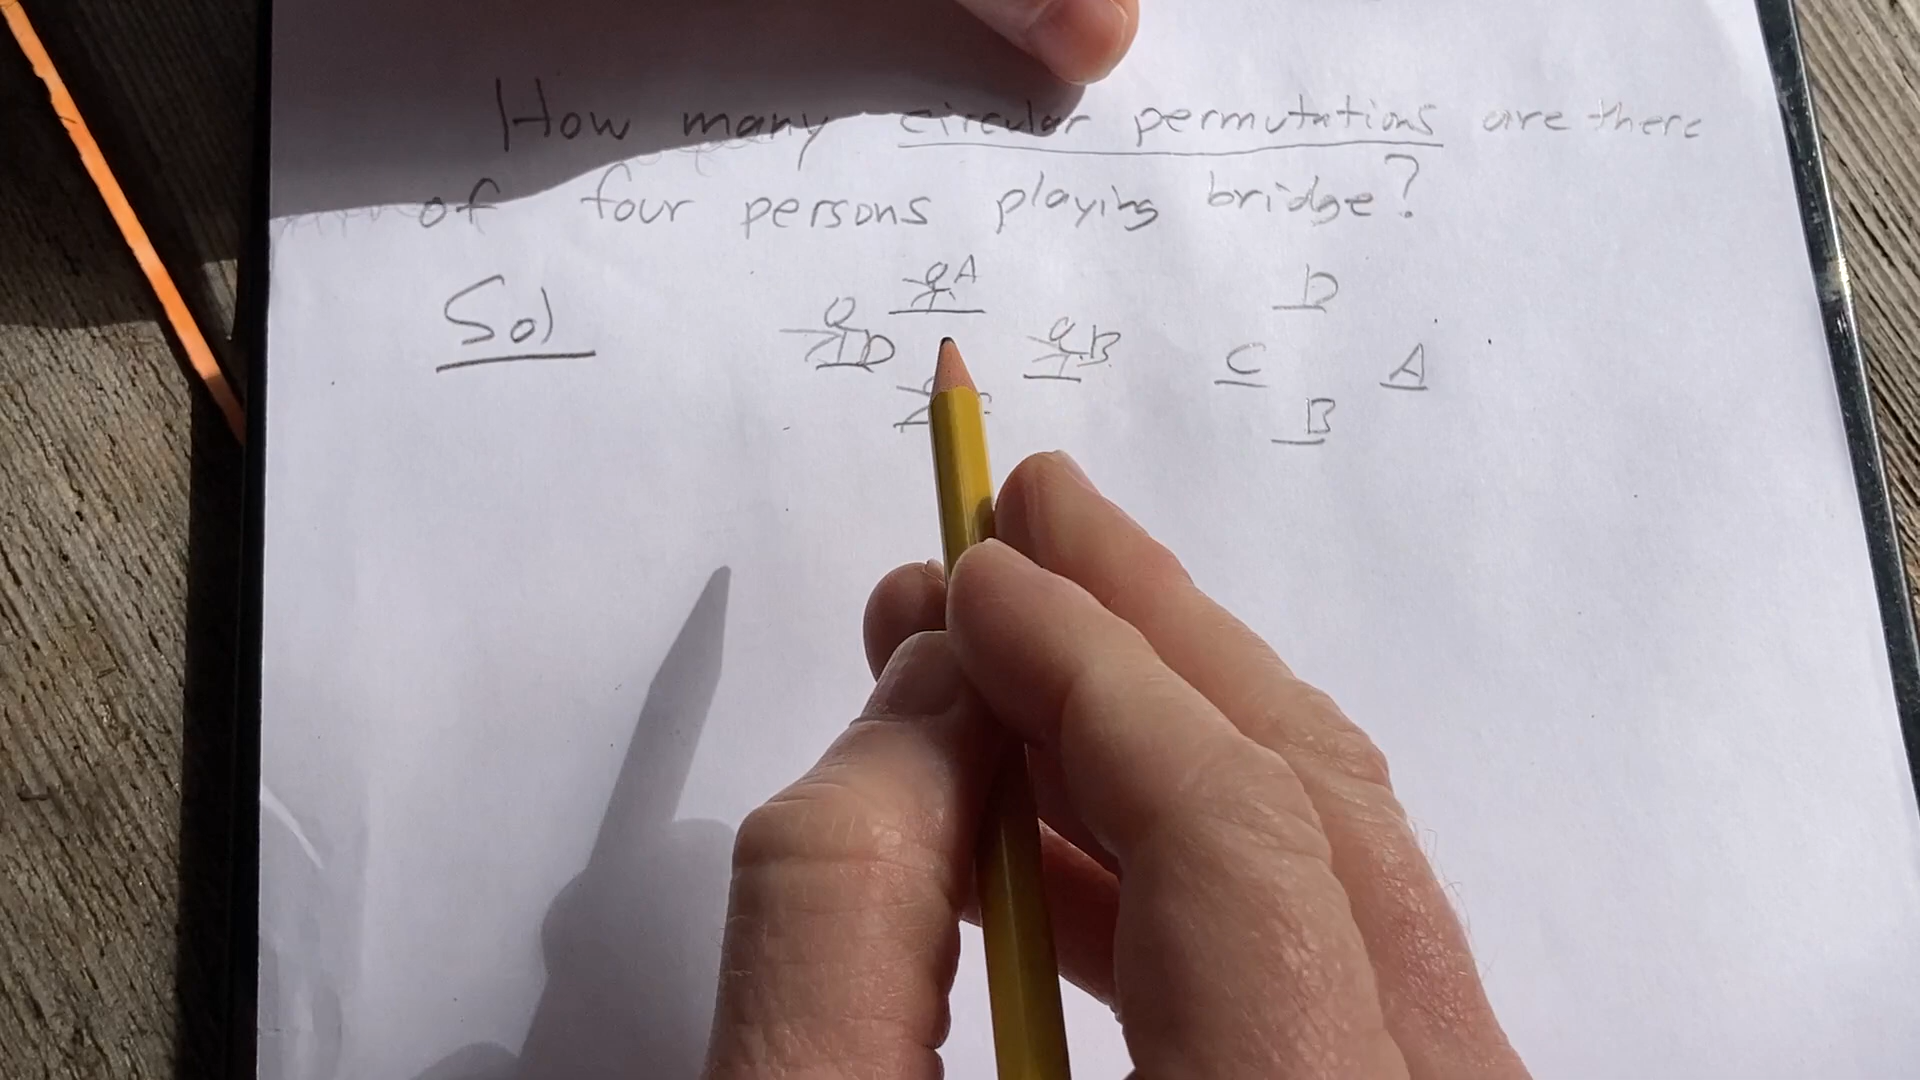 How many circular permutations are there
of four persons playing bridge?
Sol
A
D B
D
C A
B